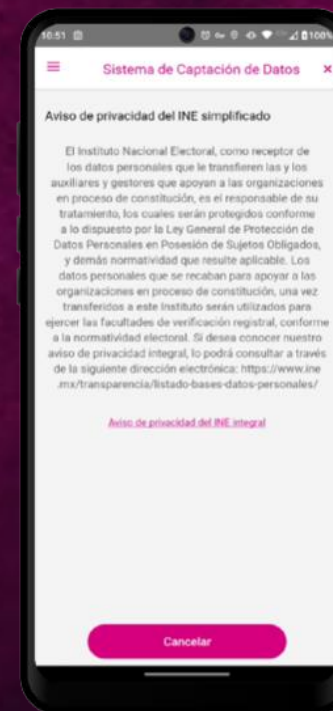 10:51
100%
Sistema de Captación de Datos ×
Aviso de privacidad del INE simplificado
El Instituto Nacional Electoral, como receptor de
los datos personales que le transfieren las y los
auxiliares y gestores que apoyan a las organizaciones
en proceso de constitución, es el responsable de su
tratamiento, los cuales serán protegidos conforme
a lo dispuesto por la Ley General de Protección de
Datos Personales en Posesión de Sujetos Obligados,
y demás normatividad que resulte aplicable. Los
datos personales que se recaban para apoyar a las
organizaciones en proceso de constitución, una vez
transferidos a este Instituto serán utilizados para
ejercer las facultades de verificación registral, conforme
a la normatividad electoral. Si desea conocer nuestro
aviso de privacidad integral, lo podrá consultar a través
de la siguiente dirección electrónica: https://www.ine
.mx/transparencia/listado-bases-datos-personales/
Aviso de privacidad del INE integral
Cancelar